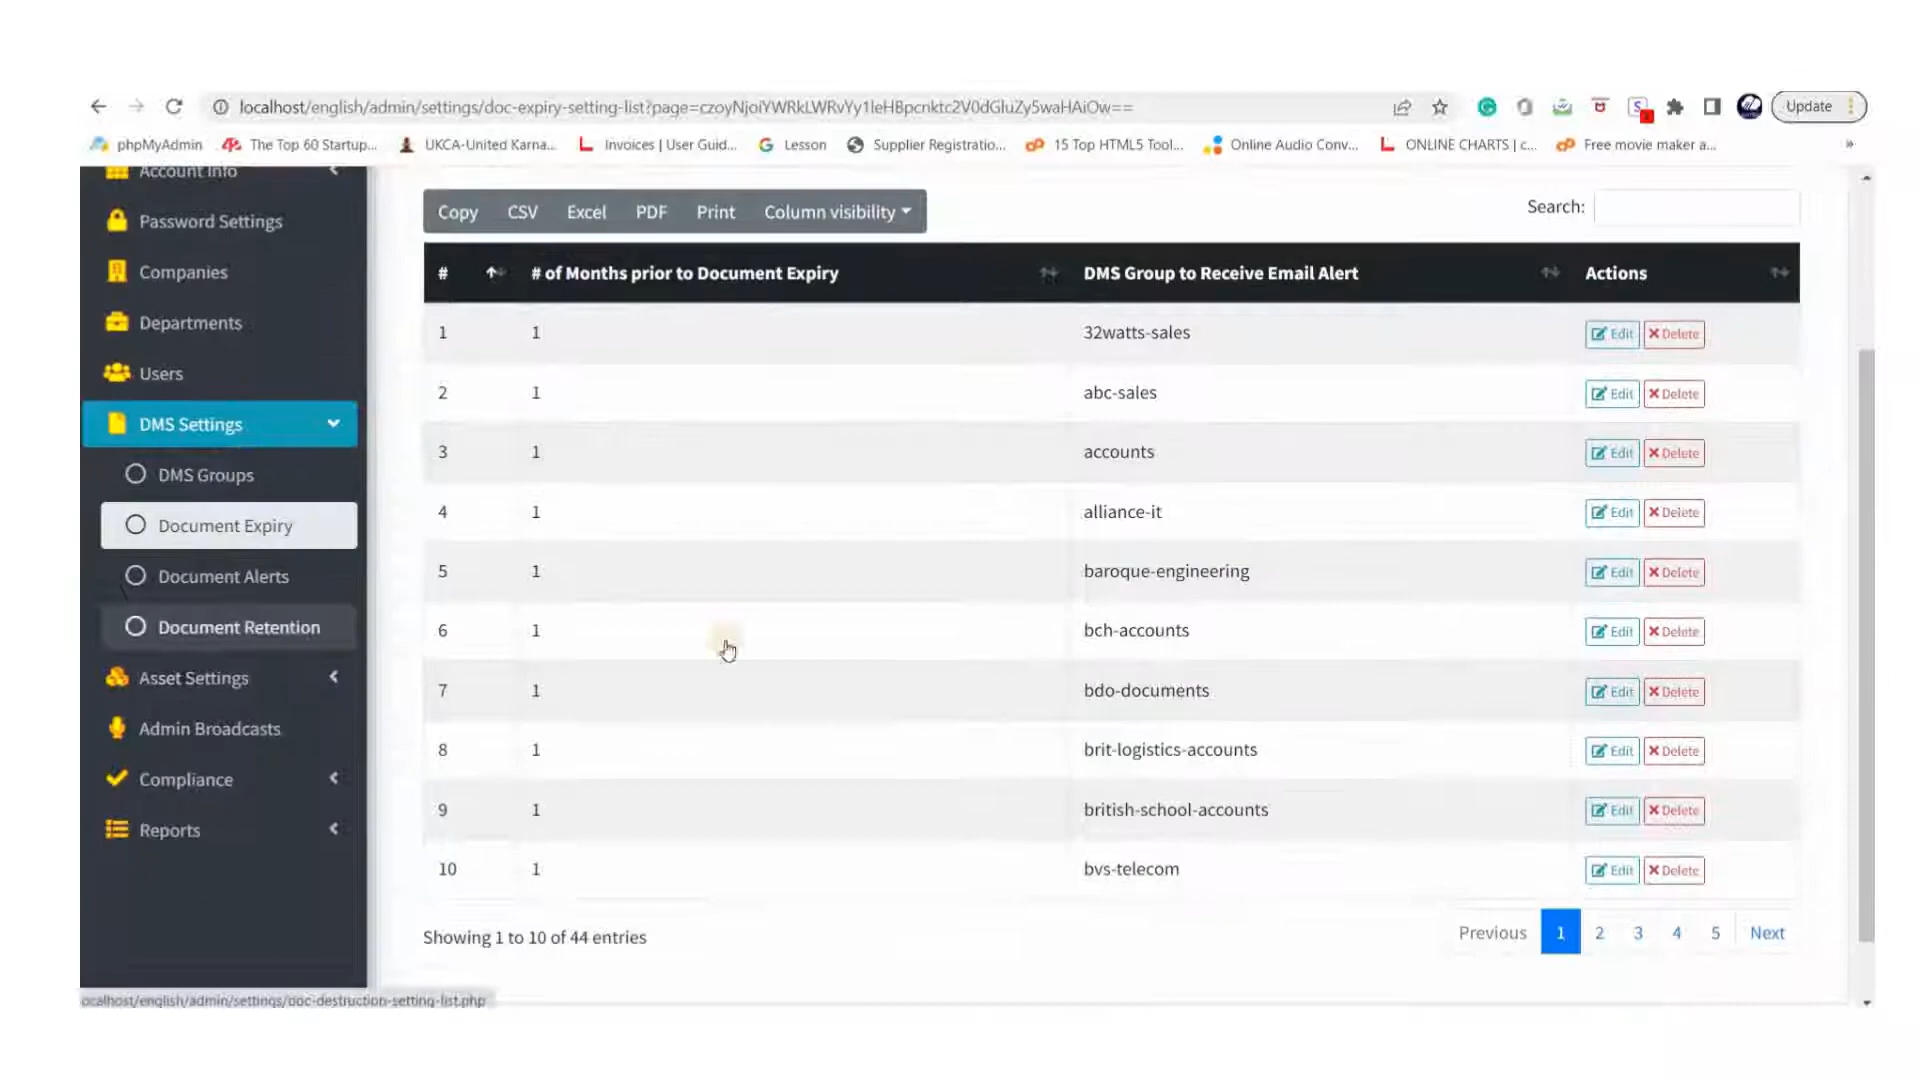 localhost/english/admin/settings/doc-expiry-setting-list?page=czoyNjoiYWRkLWRvYy1leHBpcnktc2V0dGluZy5waHAiOw==
Update
phpMyAdmin
The Top 60 Startup...
UKCA-United Karna...
Invoices | User Guid...
Lesson
Supplier Registratio...
15 Top HTML5 Tool...
Online Audio Conv...
ONLINE CHARTS | c...
Free movie maker a...
»
Account Info
Password Settings
Companies
Departments
Users
DMS Settings
DMS Groups
Document Expiry
Document Alerts
Document Retention
Asset Settings
Admin Broadcasts
Compliance
Reports
Copy CSV Excel PDF Print Column visibility
Search:
# # of Months prior to Document Expiry DMS Group to Receive Email Alert Actions
1 1 32watts-sales Edit Delete
2 1 abc-sales Edit Delete
3 1 accounts Edit Delete
4 1 alliance-it Edit Delete
5 1 baroque-engineering Edit Delete
6 1 bch-accounts Edit Delete
7 1 bdo-documents Edit Delete
8 1 brit-logistics-accounts Edit Delete
9 1 british-school-accounts Edit Delete
10 1 bvs-telecom Edit Delete
Showing 1 to 10 of 44 entries
Previous 1 2 3 4 5 Next
ocalhost/english/admin/settings/doc-destruction-setting-list.php